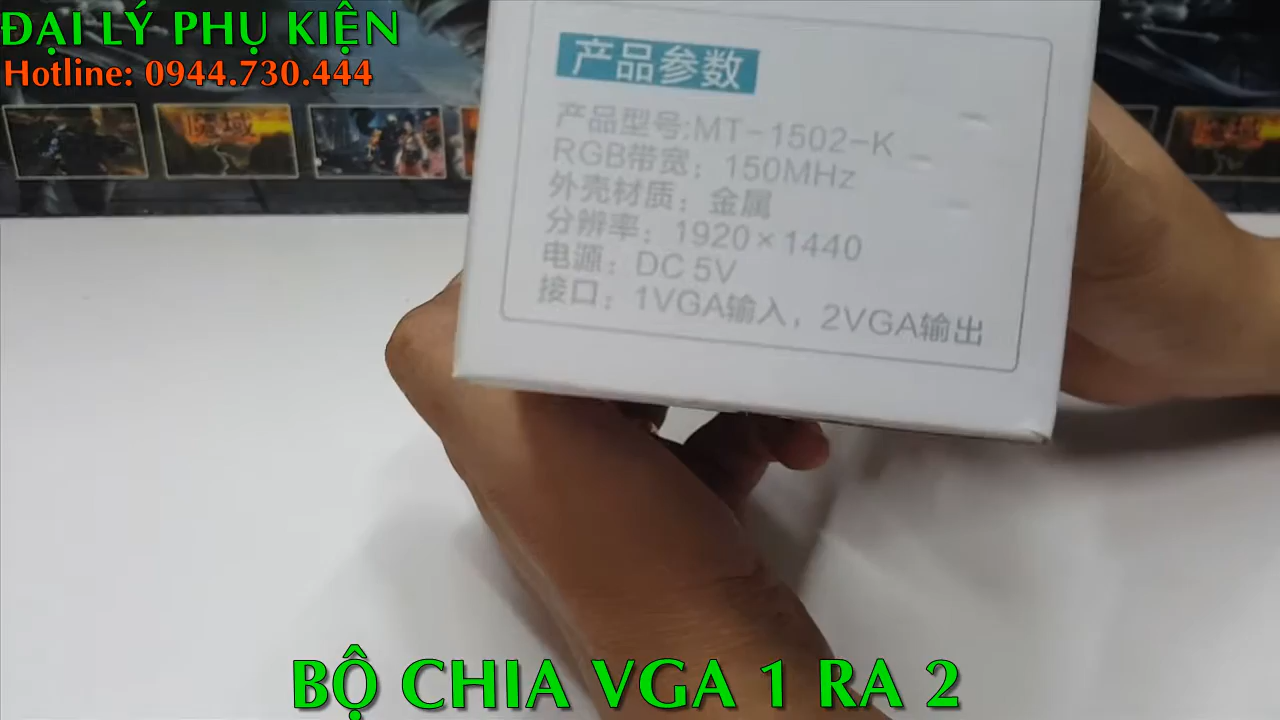 ĐẠI LÝ PHỤ KIỆN
Hotline: 0944.730.444
魔域
产品参数
产品型号:MT-1502-K
RGB带宽：150MHz
外壳材质：金属
分辨率：1920×1440
电源：DC 5V
接口：1VGA输入，2VGA输出
BỘ CHIA VGA 1 RA 2